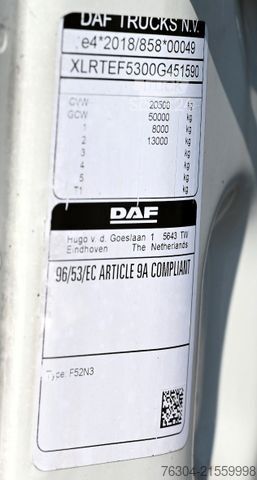 DAF TRUCKS N.V.
e4*2018/858*00049
XLRTEF5300G451590
GVW 20500 kg
GCW 50000 kg
1 8000 kg
2 13000 kg
3 kg
4 kg
5 kg
T1 kg
DAF
Hugo v. d. Goeslaan 1 5643 TW
Eindhoven The Netherlands
96/53/EC ARTICLE 9A COMPLIANT
Type: F52N3
76304-21559998